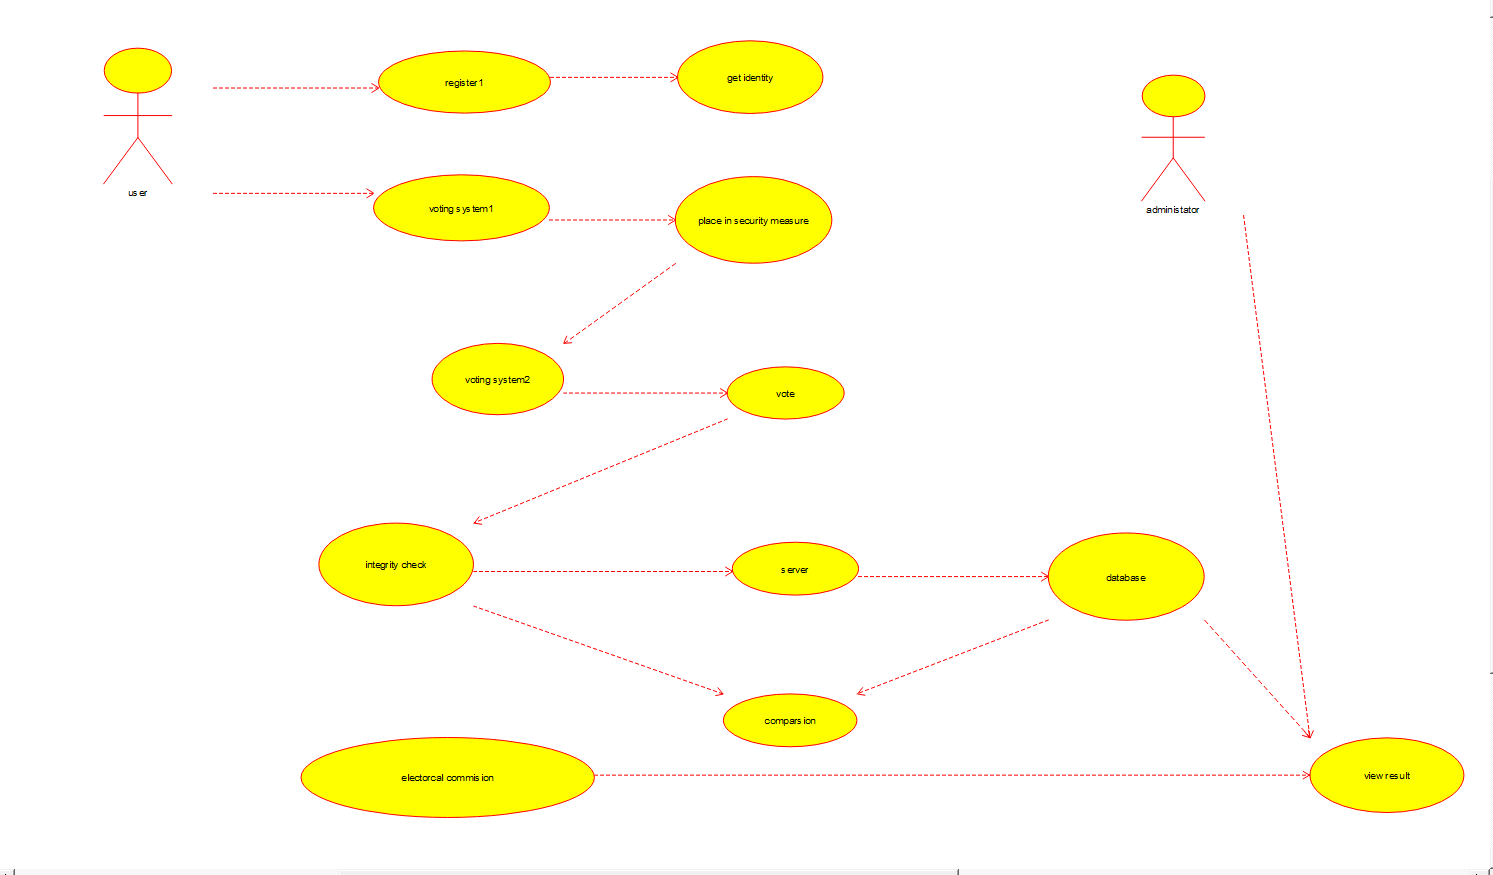 register1
get identity
user
voting system1
place in security measure
administator
voting system2
vote
integrity check
server
database
comparsion
electorcal commision
view result